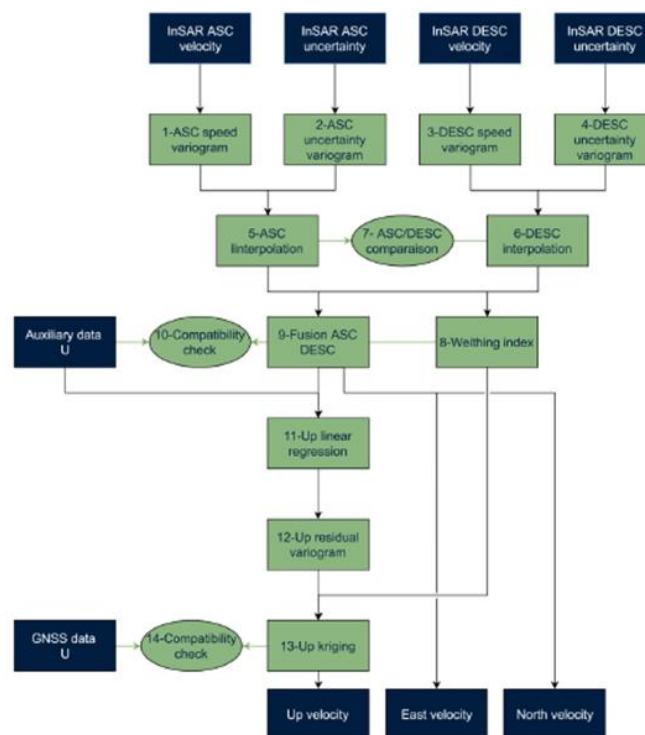 InSAR ASC
velocity
InSAR ASC
uncertainty
InSAR DESC
velocity
InSAR DESC
uncertainty
1-ASC speed
variogram
2-ASC
uncertainty
variogram
3-DESC speed
variogram
4-DESC
uncertainty
variogram
5-ASC
linterpolation
7- ASC/DESC
comparaison
6-DESC
interpolation
Auxiliary data
U
10-Compatibility
check
9-Fusion ASC
DESC
8-Weithing index
11-Up linear
regression
12-Up residual
variogram
GNSS data
U
14-Compatibility
check
13-Up kriging
Up velocity
East velocity
North velocity